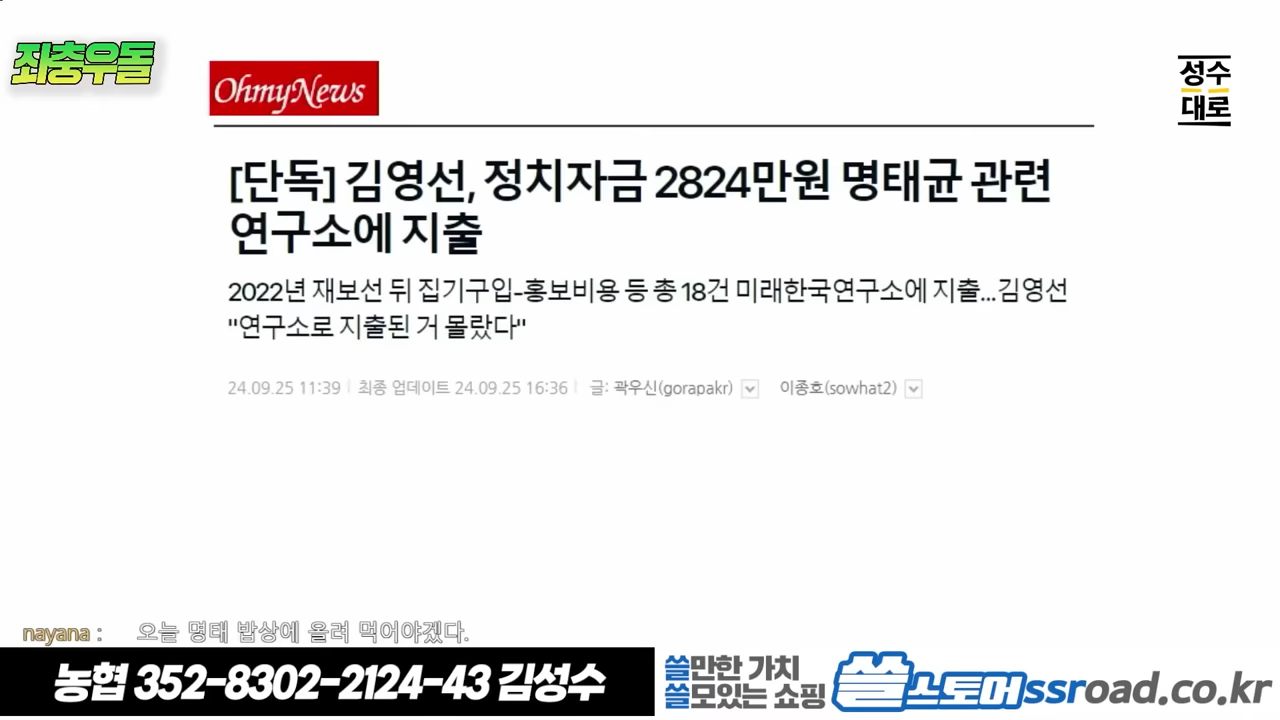 좌충우돌
OhmyNews
성수
대로
[단독] 김영선, 정치자금 2824만원 명태균 관련
연구소에 지출
2022년 재보선 뒤 집기구입-홍보비용 등 총 18건 미래한국연구소에 지출...김영선
"연구소로 지출된 거 몰랐다"
24.09.25 11:39 | 최종 업데이트 24.09.25 16:36 | 글: 곽우신(gorapakr) 이종호(sowhat2)
nayana : 오늘 명태 밥상에 올려 먹어야겠다.
농협 352-8302-2124-43 김성수
쓸만한 가치
쓸모있는 쇼핑
쓸스토어ssroad.co.kr